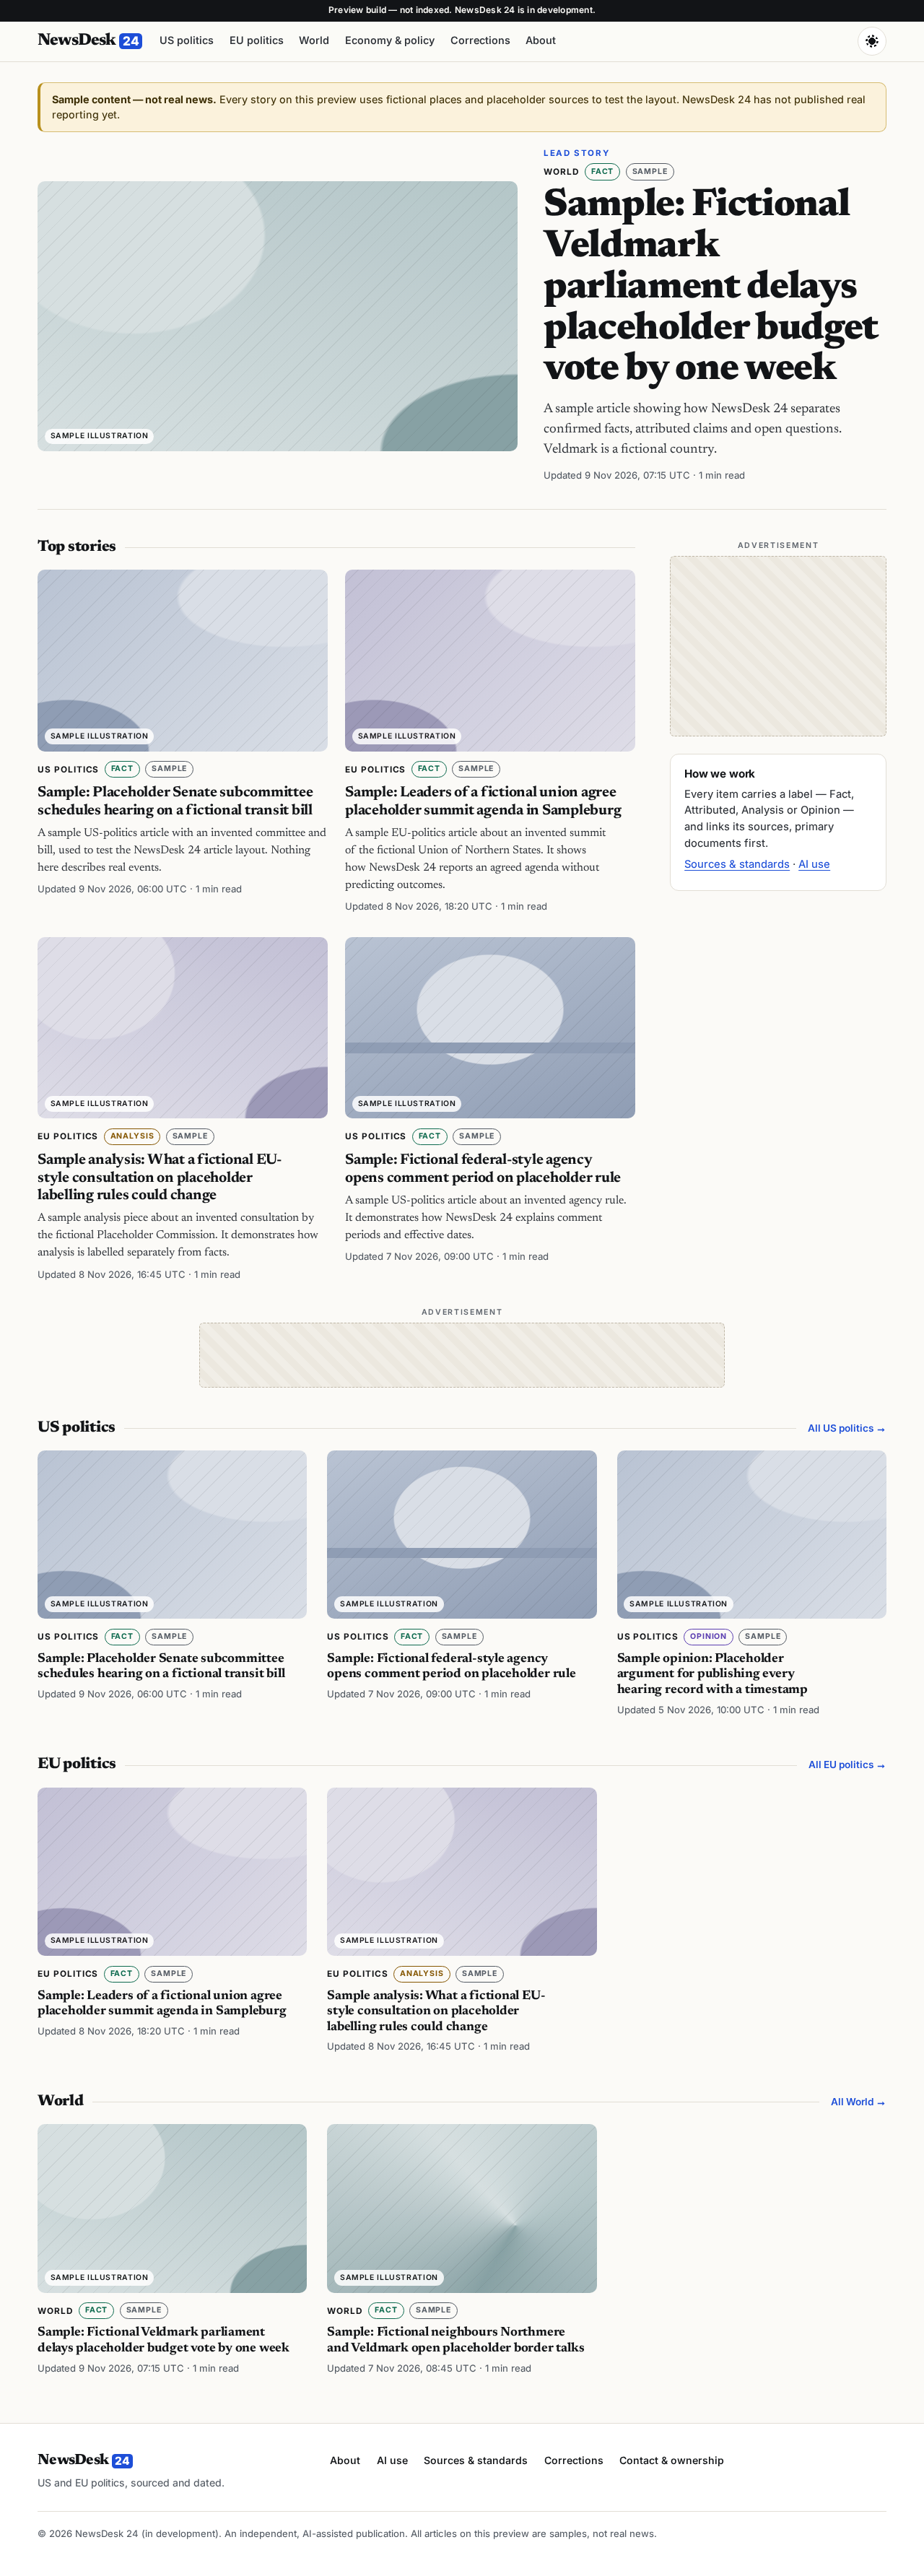 Preview build — not indexed. NewsDesk 24 is in development.
NewsDesk 24
US politics
EU politics
World
Economy & policy
Corrections
About
Sample content — not real news. Every story on this preview uses fictional places and placeholder sources to test the layout. NewsDesk 24 has not published real
reporting yet.
SAMPLE ILLUSTRATION
LEAD STORY
WORLD FACT SAMPLE
Sample: Fictional
Veldmark
parliament delays
placeholder budget
vote by one week
A sample article showing how NewsDesk 24 separates
confirmed facts, attributed claims and open questions.
Veldmark is a fictional country.
Updated 9 Nov 2026, 07:15 UTC · 1 min read
Top stories
SAMPLE ILLUSTRATION
US POLITICS FACT SAMPLE
Sample: Placeholder Senate subcommittee
schedules hearing on a fictional transit bill
A sample US-politics article with an invented committee and
bill, used to test the NewsDesk 24 article layout. Nothing
here describes real events.
Updated 9 Nov 2026, 06:00 UTC · 1 min read
SAMPLE ILLUSTRATION
EU POLITICS FACT SAMPLE
Sample: Leaders of a fictional union agree
placeholder summit agenda in Sampleburg
A sample EU-politics article about an invented summit
of the fictional Union of Northern States. It shows
how NewsDesk 24 reports an agreed agenda without
predicting outcomes.
Updated 8 Nov 2026, 18:20 UTC · 1 min read
SAMPLE ILLUSTRATION
EU POLITICS ANALYSIS SAMPLE
Sample analysis: What a fictional EU-
style consultation on placeholder
labelling rules could change
A sample analysis piece about an invented consultation by
the fictional Placeholder Commission. It demonstrates how
analysis is labelled separately from facts.
Updated 8 Nov 2026, 16:45 UTC · 1 min read
SAMPLE ILLUSTRATION
US POLITICS FACT SAMPLE
Sample: Fictional federal-style agency
opens comment period on placeholder rule
A sample US-politics article about an invented agency rule.
It demonstrates how NewsDesk 24 explains comment
periods and effective dates.
Updated 7 Nov 2026, 09:00 UTC · 1 min read
ADVERTISEMENT
How we work
Every item carries a label — Fact,
Attributed, Analysis or Opinion —
and links its sources, primary
documents first.
Sources & standards · AI use
ADVERTISEMENT
US politics
All US politics →
SAMPLE ILLUSTRATION
US POLITICS FACT SAMPLE
Sample: Placeholder Senate subcommittee
schedules hearing on a fictional transit bill
Updated 9 Nov 2026, 06:00 UTC · 1 min read
SAMPLE ILLUSTRATION
US POLITICS FACT SAMPLE
Sample: Fictional federal-style agency
opens comment period on placeholder rule
Updated 7 Nov 2026, 09:00 UTC · 1 min read
SAMPLE ILLUSTRATION
US POLITICS OPINION SAMPLE
Sample opinion: Placeholder
argument for publishing every
hearing record with a timestamp
Updated 5 Nov 2026, 10:00 UTC · 1 min read
EU politics
All EU politics →
SAMPLE ILLUSTRATION
EU POLITICS FACT SAMPLE
Sample: Leaders of a fictional union agree
placeholder summit agenda in Sampleburg
Updated 8 Nov 2026, 18:20 UTC · 1 min read
SAMPLE ILLUSTRATION
EU POLITICS ANALYSIS SAMPLE
Sample analysis: What a fictional EU-
style consultation on placeholder
labelling rules could change
Updated 8 Nov 2026, 16:45 UTC · 1 min read
World
All World →
SAMPLE ILLUSTRATION
WORLD FACT SAMPLE
Sample: Fictional Veldmark parliament
delays placeholder budget vote by one week
Updated 9 Nov 2026, 07:15 UTC · 1 min read
SAMPLE ILLUSTRATION
WORLD FACT SAMPLE
Sample: Fictional neighbours Northmere
and Veldmark open placeholder border talks
Updated 7 Nov 2026, 08:45 UTC · 1 min read
NewsDesk 24
US and EU politics, sourced and dated.
About
AI use
Sources & standards
Corrections
Contact & ownership
© 2026 NewsDesk 24 (in development). An independent, AI-assisted publication. All articles on this preview are samples, not real news.